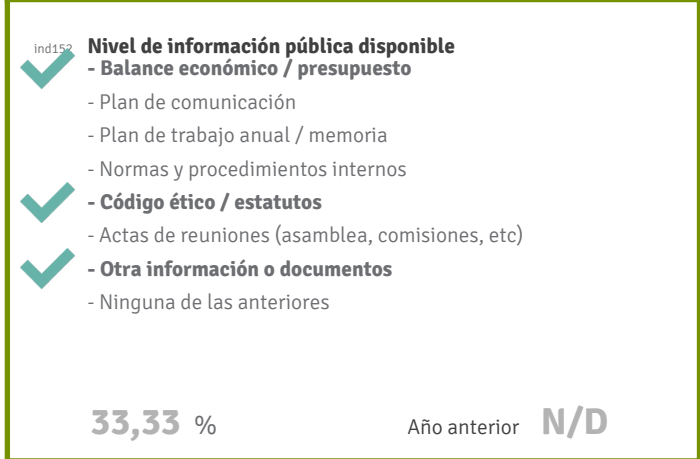 ind152 Nivel de información pública disponible
- Balance económico / presupuesto
- Plan de comunicación
- Plan de trabajo anual / memoria
- Normas y procedimientos internos
- Código ético / estatutos
- Actas de reuniones (asamblea, comisiones, etc)
- Otra información o documentos
- Ninguna de las anteriores
33,33 % Año anterior N/D